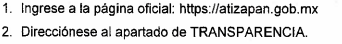 1. Ingrese a la página oficial: https://atizapan.gob.mx
2. Direcciónese al apartado de TRANSPARENCIA.